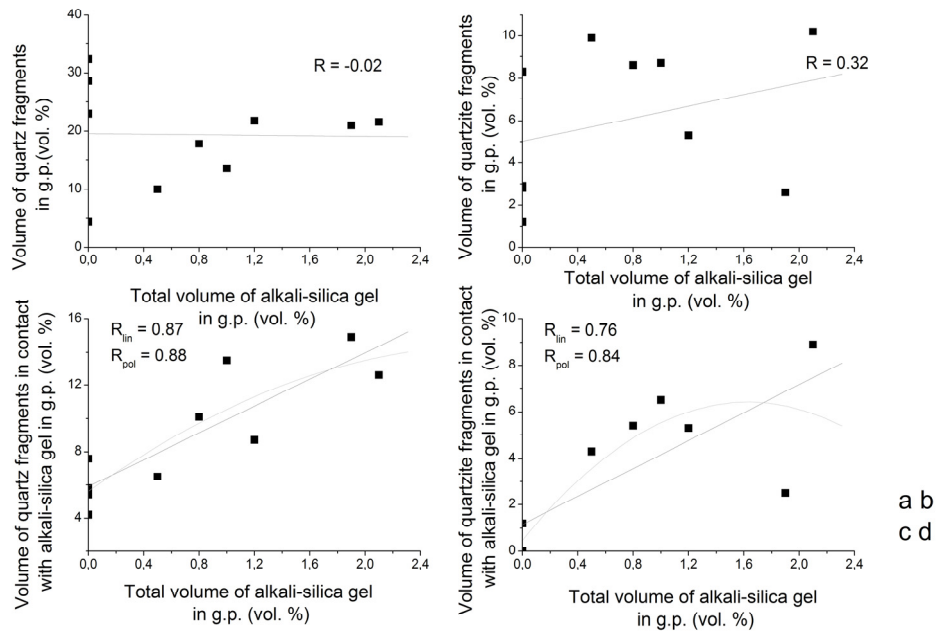 Volume of quartz fragments
in g.p.(vol. %)
40
30
20
10
0
R = -0.02
0,0 0,4 0,8 1,2 1,6 2,0 2,4
Total volume of alkali-silica gel
in g.p. (vol. %)
Volume of quartzite fragments
in g.p. (vol. %)
10
8
6
4
2
0
R = 0.32
0,0 0,4 0,8 1,2 1,6 2,0 2,4
Total volume of alkali-silica gel
in g.p. (vol. %)
Volume of quartz fragments in contact
with alkali-silica gel in g.p. (vol. %)
16
12
8
4
Rlin = 0.87
Rpol = 0.88
0,0 0,4 0,8 1,2 1,6 2,0 2,4
Total volume of alkali-silica gel
in g.p. (vol. %)
Volume of quartzite fragments in contact
with alkali-silica gel in g.p. (vol. %)
10
8
6
4
2
0
Rlin = 0.76
Rpol = 0.84
0,0 0,4 0,8 1,2 1,6 2,0 2,4
Total volume of alkali-silica gel
in g.p. (vol. %)
a b
c d